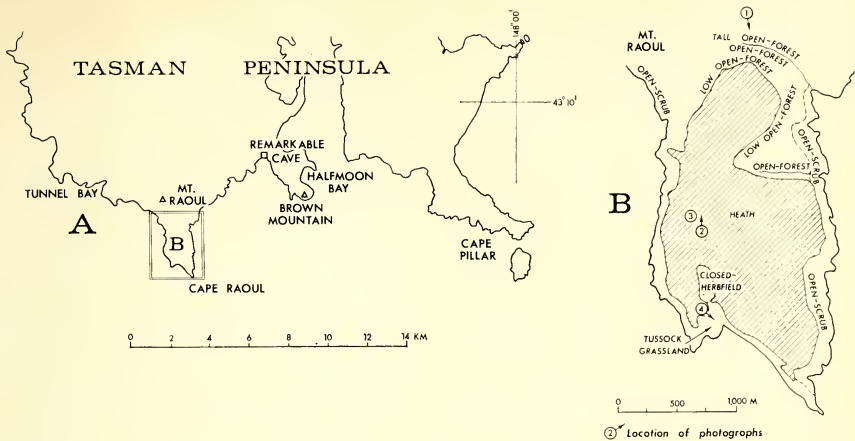 TASMAN PENINSULA
148°00'
43°10'
REMARKABLE
CAVE
HALFMOON
BAY
TUNNEL BAY
MT.
RAOUL
BROWN
MOUNTAIN
A
B
CAPE
PILLAR
CAPE RAOUL
0 2 4 6 8 10 12 14 KM
1
MT.
RAOUL
TALL OPEN-FOREST
OPEN-FOREST
LOW OPEN-FOREST
OPEN-SCRUB
LOW OPEN-FOREST
OPEN-SCRUB
OPEN-FOREST
B
3
2
HEATH
CLOSED-
HERBFIELD
4
OPEN-SCRUB
TUSSOCK
GRASSLAND
0 500 1,000 M
2 Location of photographs